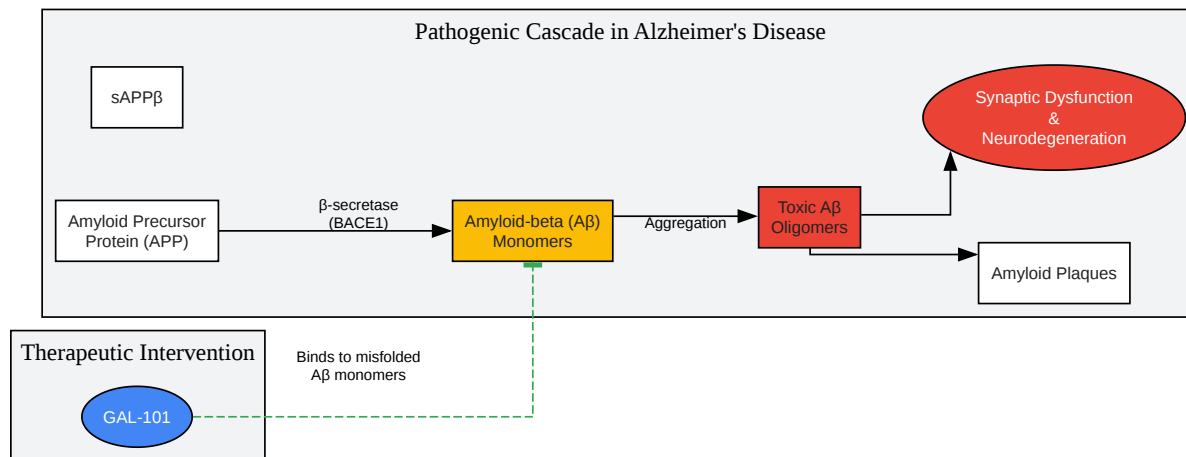 Pathogenic Cascade in Alzheimer's Disease
sAPPβ
Synaptic Dysfunction
&
Neurodegeneration
Amyloid Precursor
Protein (APP)
β-secretase
(BACE1)
Amyloid-beta (Aβ)
Monomers
Aggregation
Toxic Aβ
Oligomers
Amyloid Plaques
Therapeutic Intervention
GAL-101
Binds to misfolded
Aβ monomers